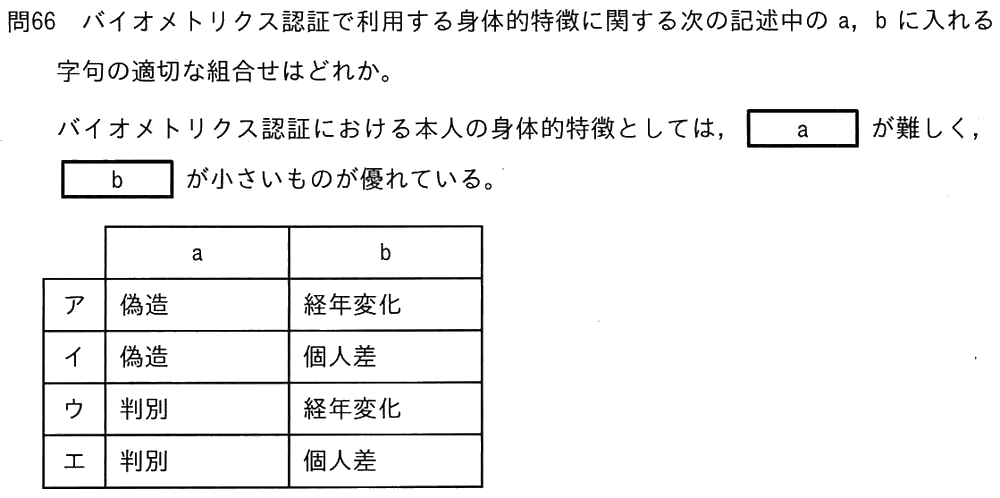 問66 バイオメトリクス認証で利用する身体的特徴に関する次の記述中の a，b に入れる
字句の適切な組合せはどれか。
バイオメトリクス認証における本人の身体的特徴としては， a が難しく，
b が小さいものが優れている。
a b
ア 偽造 経年変化
イ 偽造 個人差
ウ 判別 経年変化
エ 判別 個人差